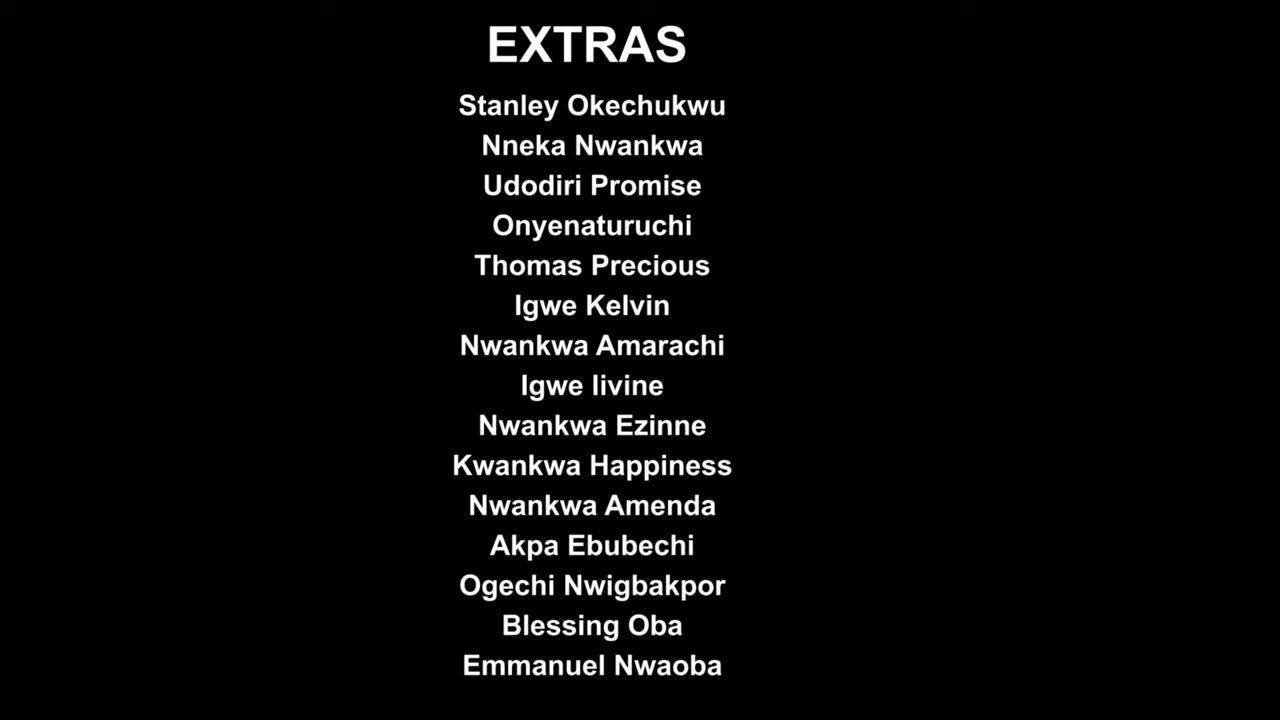 EXTRAS
Stanley Okechukwu
Nneka Nwankwa
Udodiri Promise
Onyenaturuchi
Thomas Precious
Igwe Kelvin
Nwankwa Amarachi
Igwe livine
Nwankwa Ezinne
Kwankwa Happiness
Nwankwa Amenda
Akpa Ebubechi
Ogechi Nwigbakpor
Blessing Oba
Emmanuel Nwaoba